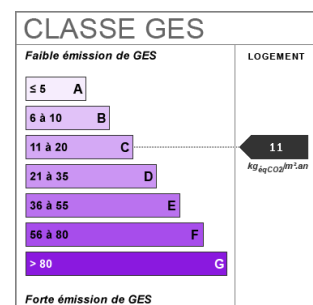 CLASSE GES
Faible émission de GES
LOGEMENT
≤ 5 A
6 à 10 B
11 à 20 C
11
kgéqCO2/m².an
21 à 35 D
36 à 55 E
56 à 80 F
> 80 G
Forte émission de GES